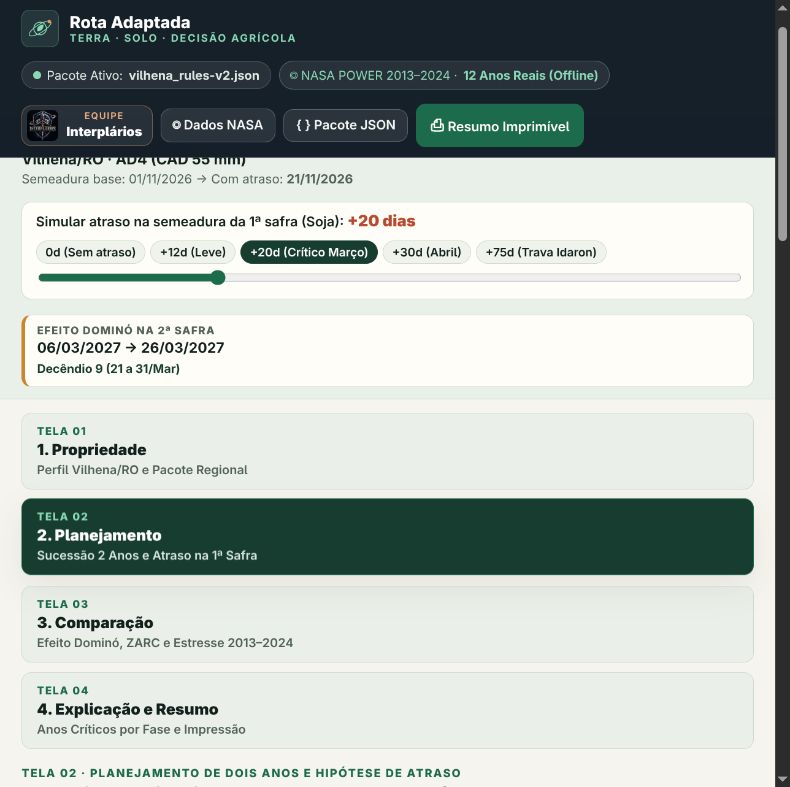 Rota Adaptada
TERRA · SOLO · DECISÃO AGRÍCOLA
Pacote Ativo: vilhena_rules-v2.json
© NASA POWER 2013–2024 · 12 Anos Reais (Offline)
EQUIPE
Interplários
Dados NASA
{ } Pacote JSON
Resumo Imprimível
Vilhena/RO · AD4 (CAD 55 mm)
Semeadura base: 01/11/2026 → Com atraso: 21/11/2026
Simular atraso na semeadura da 1ª safra (Soja): +20 dias
0d (Sem atraso)
+12d (Leve)
+20d (Crítico Março)
+30d (Abril)
+75d (Trava Idaron)
EFEITO DOMINÓ NA 2ª SAFRA
06/03/2027 → 26/03/2027
Decêndio 9 (21 a 31/Mar)
TELA 01
1. Propriedade
Perfil Vilhena/RO e Pacote Regional
TELA 02
2. Planejamento
Sucessão 2 Anos e Atraso na 1ª Safra
TELA 03
3. Comparação
Efeito Dominó, ZARC e Estresse 2013–2024
TELA 04
4. Explicação e Resumo
Anos Críticos por Fase e Impressão
TELA 02 · PLANEJAMENTO DE DOIS ANOS E HIPÓTESE DE ATRASO